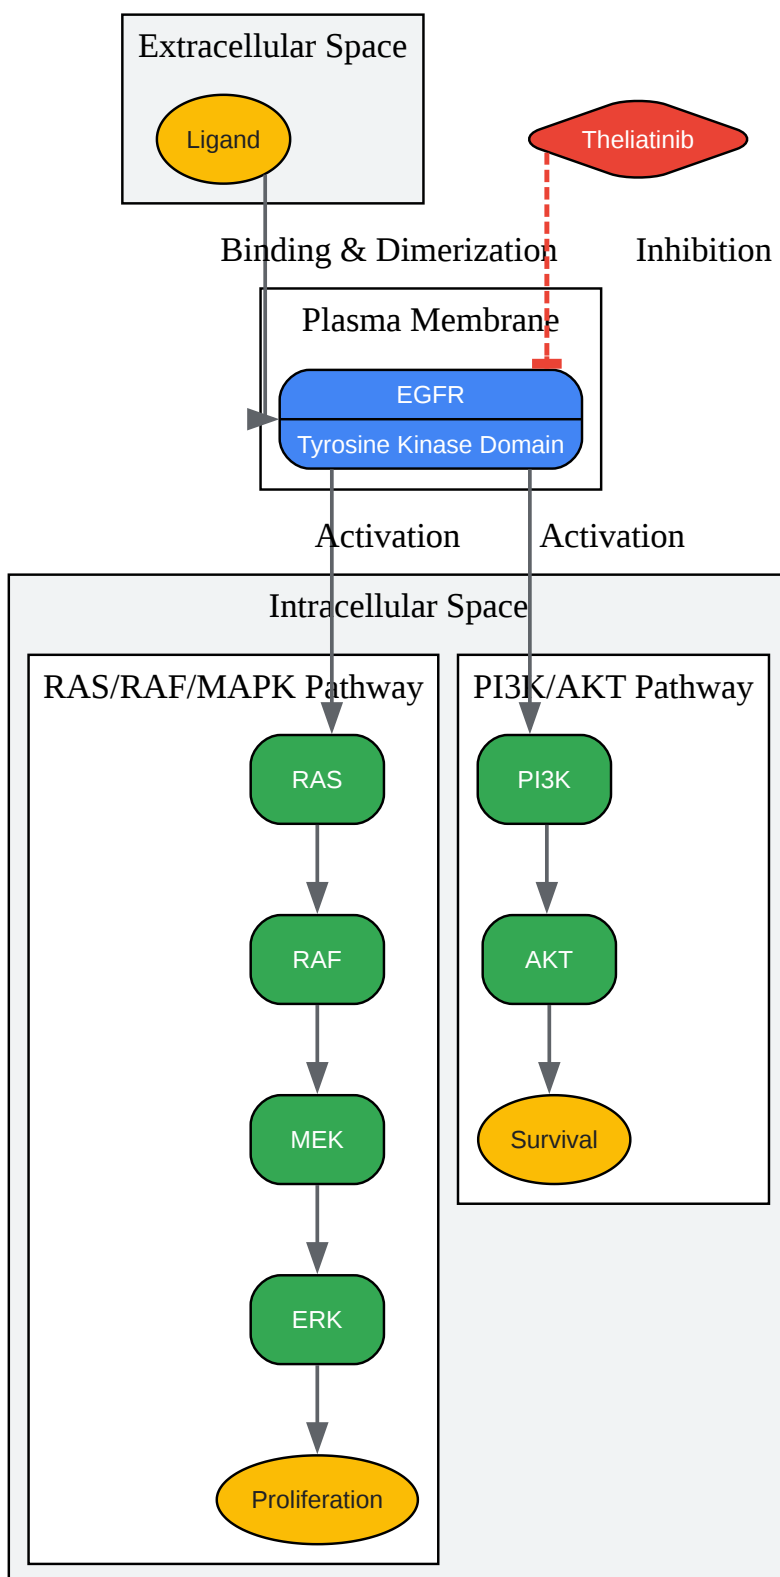 Extracellular Space
Ligand
Theliatinib
Binding & Dimerization
Inhibition
Plasma Membrane
EGFR
Tyrosine Kinase Domain
Activation
Activation
Intracellular Space
RAS/RAF/MAPK Pathway
PI3K/AKT Pathway
RAS
PI3K
RAF
AKT
MEK
Survival
ERK
Proliferation